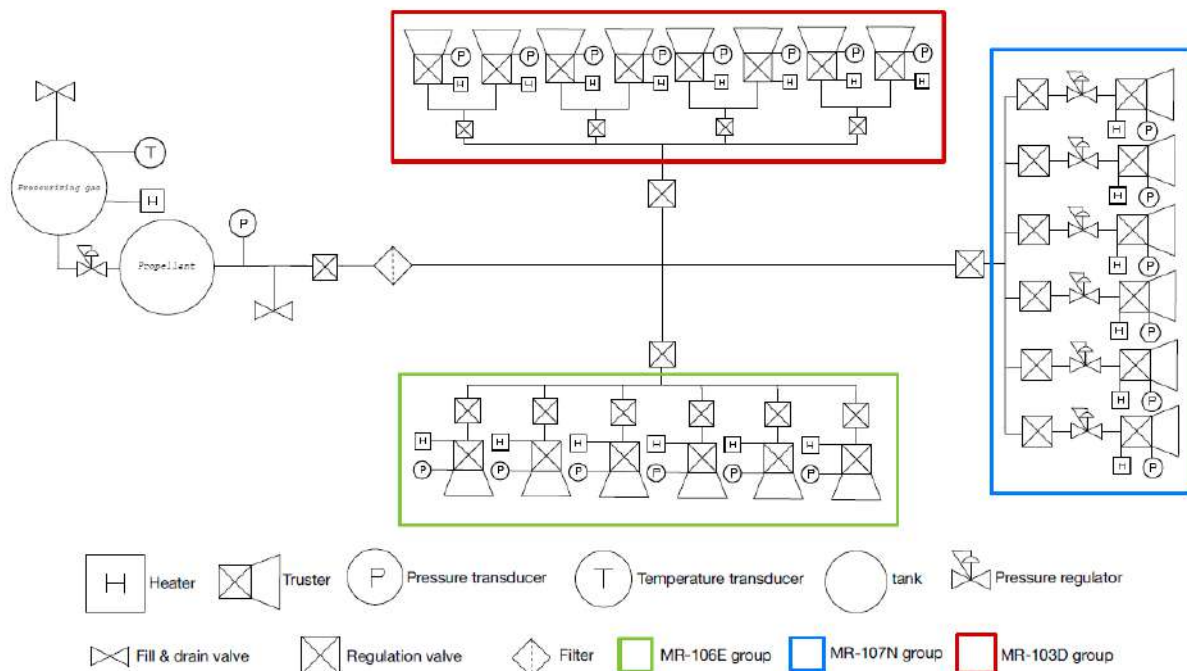 P P P P P P P P
H H H H H H H H
T
Pressurizing gas
H
P
Propellant
H P
H P
H P
H P
H P
H P
H H H H H H
P P P P P P
H Heater
Truster
P Pressure transducer
T Temperature transducer
tank
Pressure regulator
Fill & drain valve
Regulation valve
Filter
MR-106E group
MR-107N group
MR-103D group